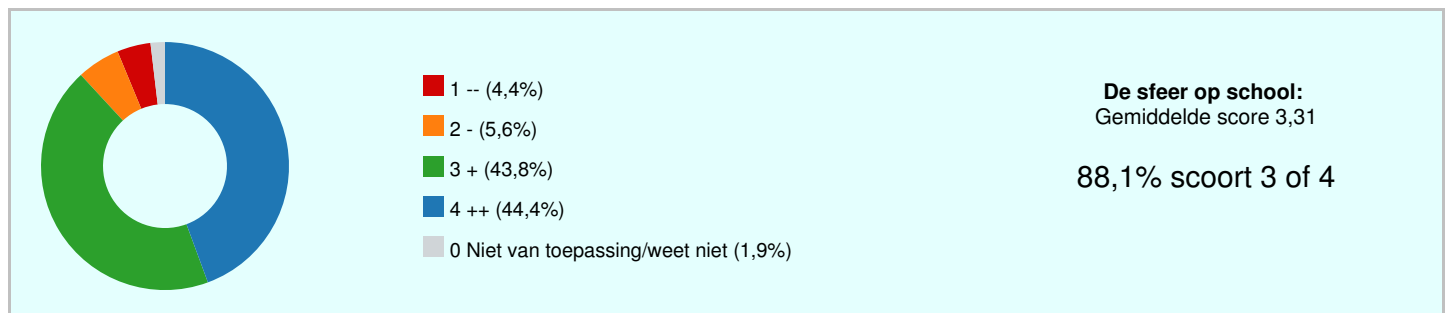 1 -- (4,4%)
2 - (5,6%)
3 + (43,8%)
4 ++ (44,4%)
0 Niet van toepassing/weet niet (1,9%)
De sfeer op school:
Gemiddelde score 3,31
88,1% scoort 3 of 4